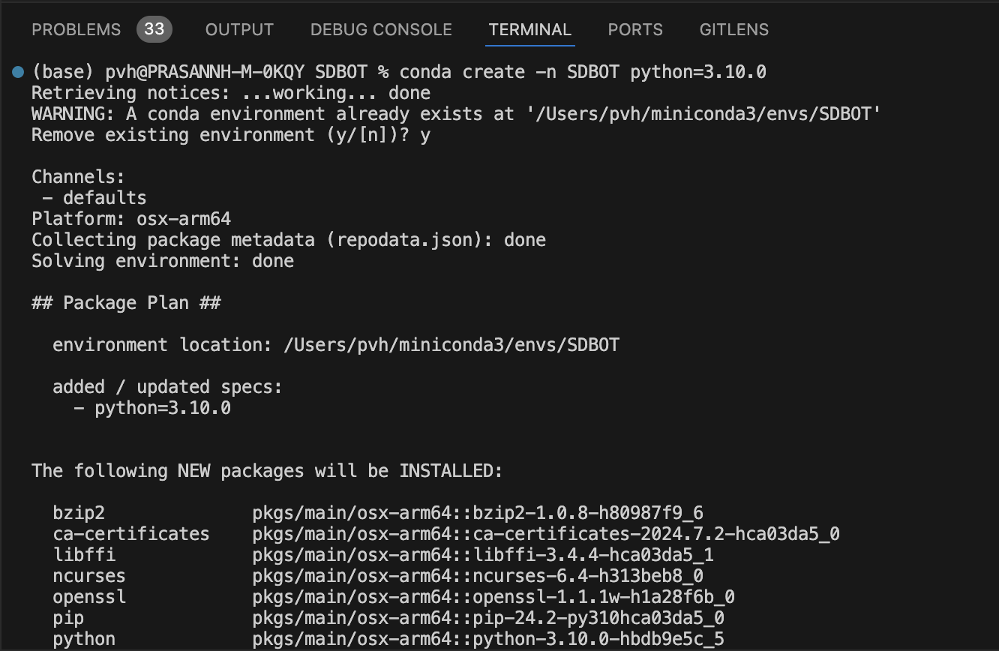 PROBLEMS 33 OUTPUT DEBUG CONSOLE TERMINAL PORTS GITLENS
(base) pvh@PRASANNH-M-0KQY SDBOT % conda create -n SDBOT python=3.10.0
Retrieving notices: ...working... done
WARNING: A conda environment already exists at '/Users/pvh/miniconda3/envs/SDBOT'
Remove existing environment (y/[n])? y
Channels:
- defaults
Platform: osx-arm64
Collecting package metadata (repodata.json): done
Solving environment: done
## Package Plan ##
environment location: /Users/pvh/miniconda3/envs/SDBOT
added / updated specs:
- python=3.10.0
The following NEW packages will be INSTALLED:
bzip2 pkgs/main/osx-arm64::bzip2-1.0.8-h80987f9_6
ca-certificates pkgs/main/osx-arm64::ca-certificates-2024.7.2-hca03da5_0
libffi pkgs/main/osx-arm64::libffi-3.4.4-hca03da5_1
ncurses pkgs/main/osx-arm64::ncurses-6.4-h313beb8_0
openssl pkgs/main/osx-arm64::openssl-1.1.1w-h1a28f6b_0
pip pkgs/main/osx-arm64::pip-24.2-py310hca03da5_0
python pkgs/main/osx-arm64::python-3.10.0-hbdb9e5c_5